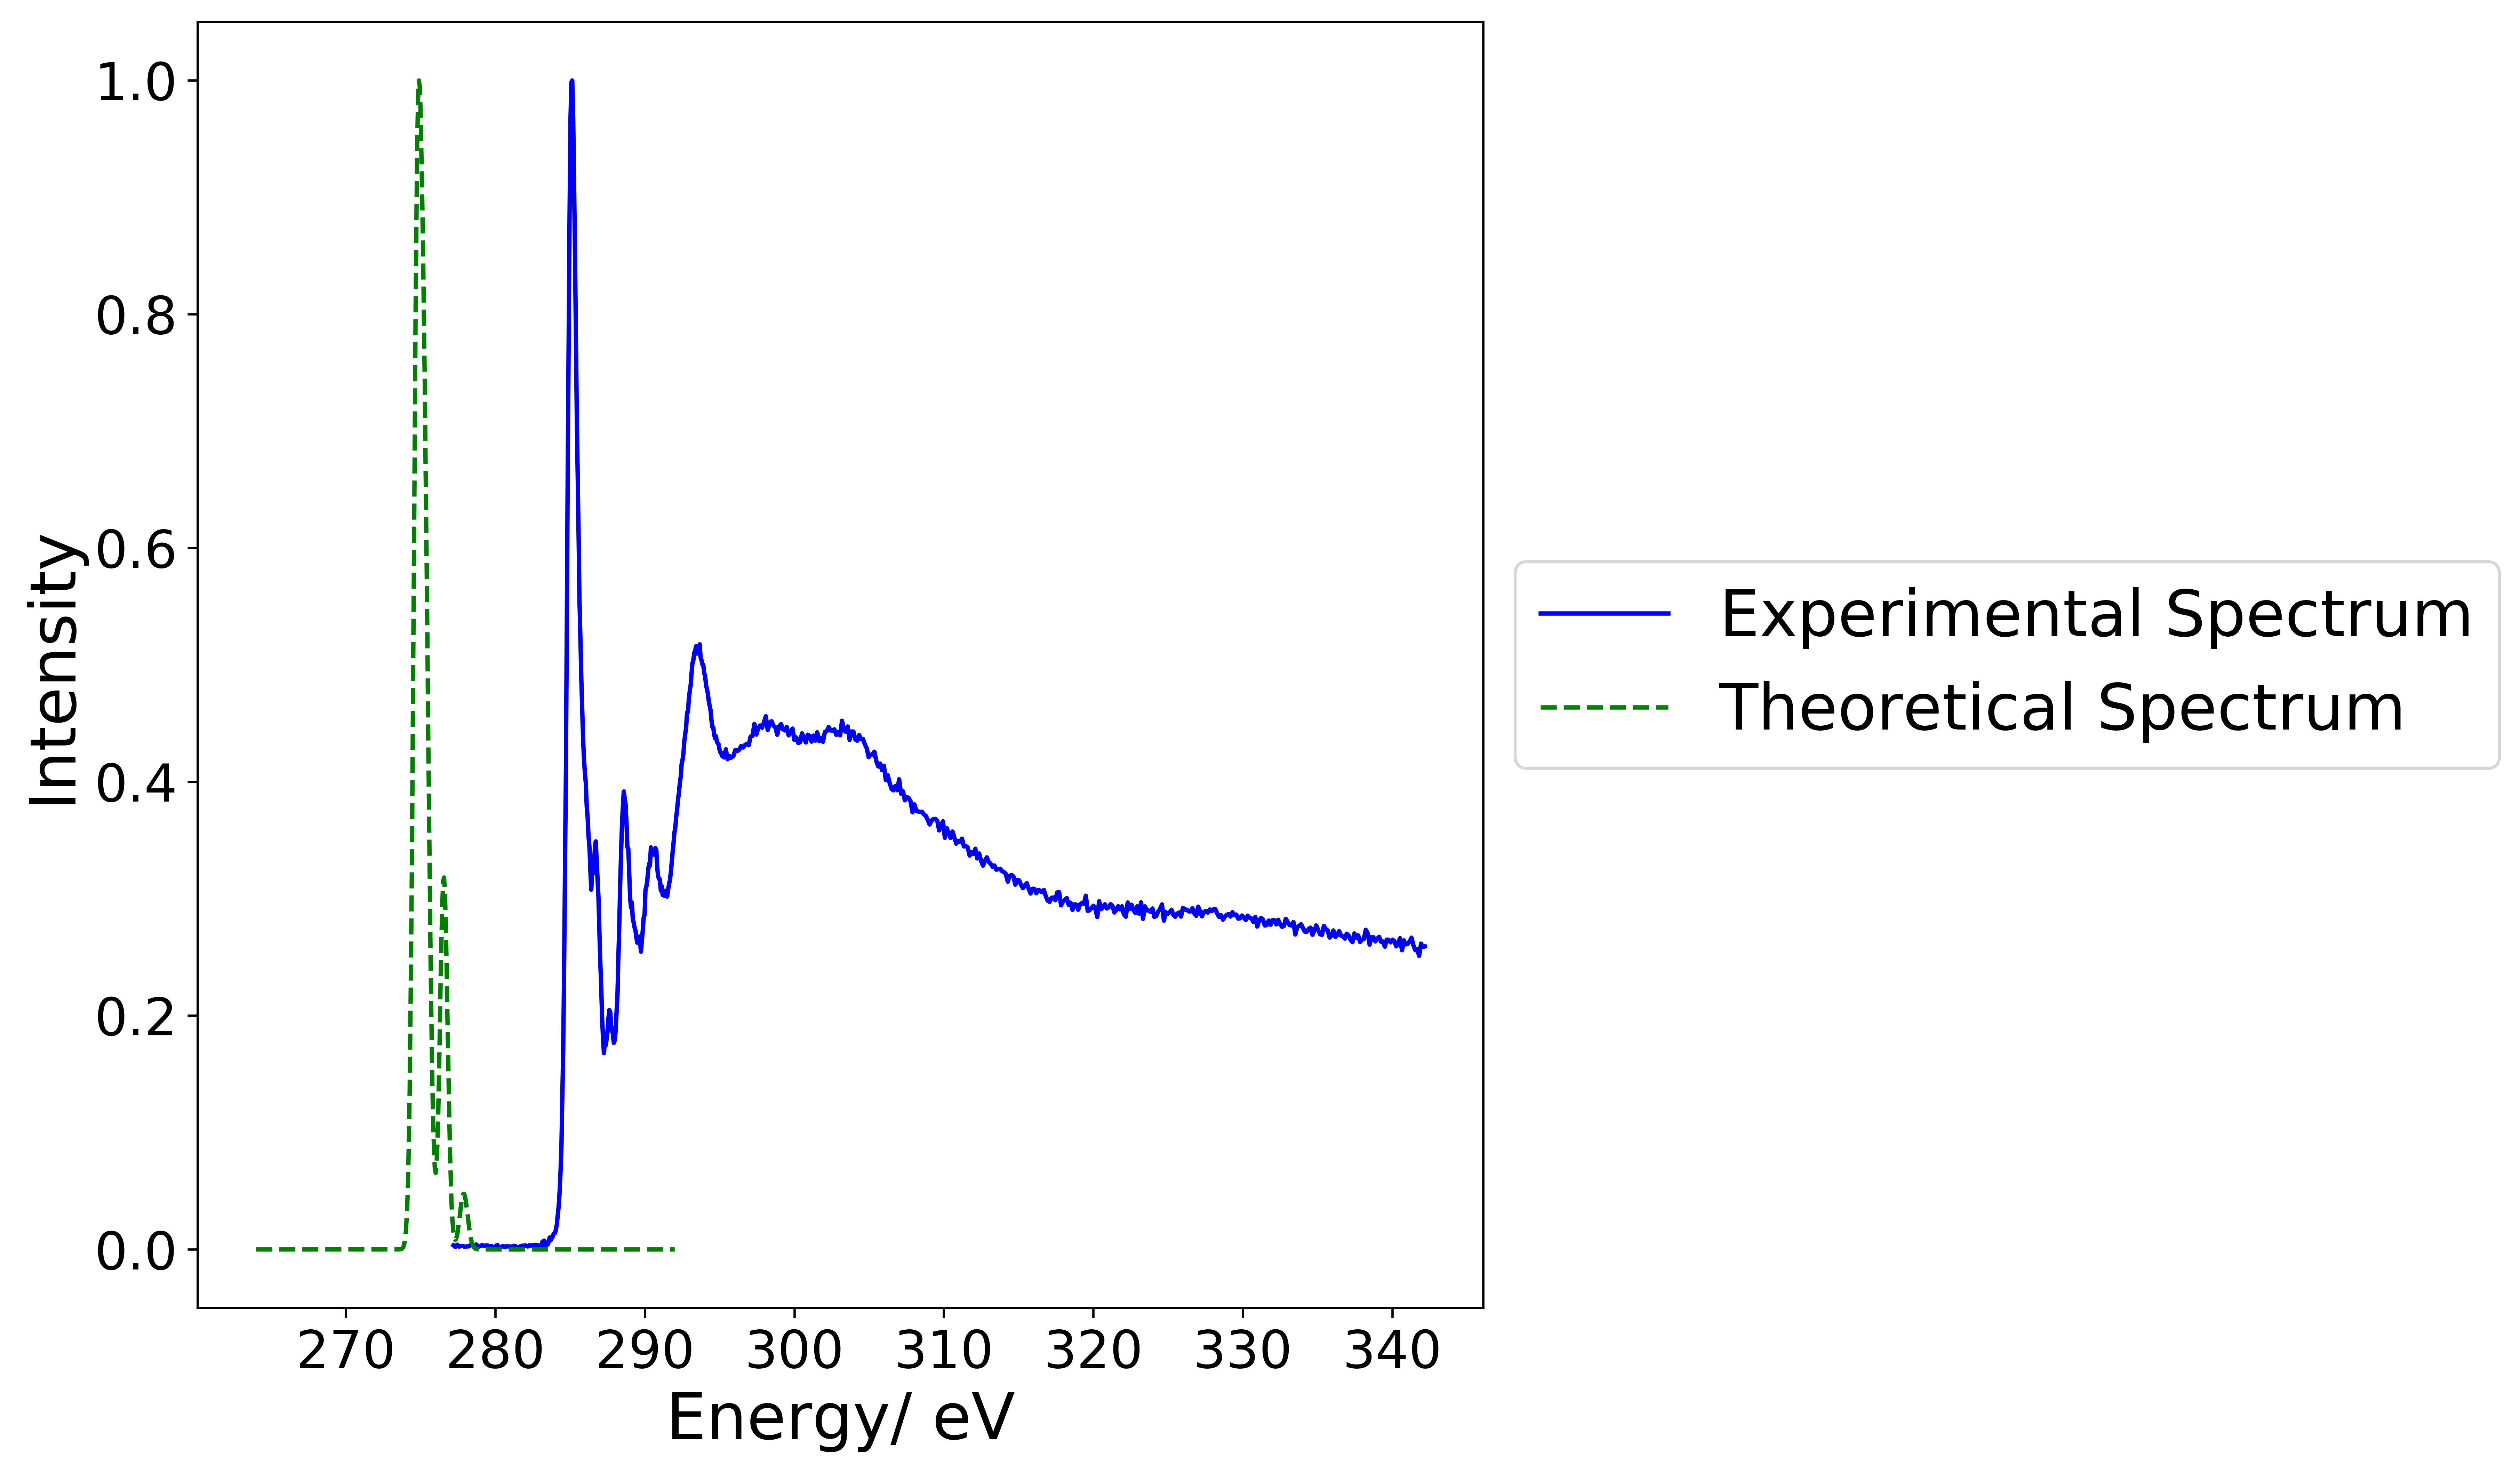 1.0
0.8
0.6
0.4
0.2
0.0
Intensity
270 280 290 300 310 320 330 340
Energy/ eV
Experimental Spectrum
Theoretical Spectrum